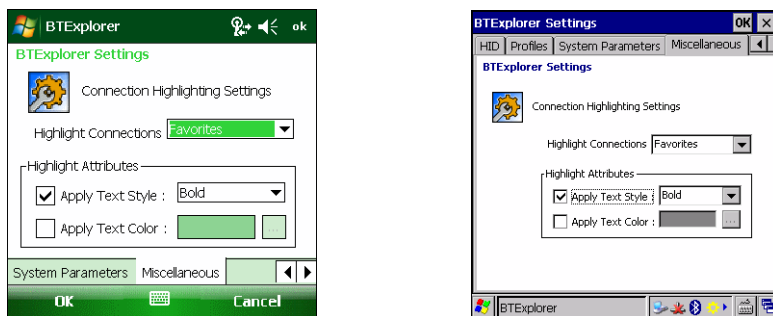 BTExplorer ok
BTExplorer Settings
Connection Highlighting Settings
Highlight Connections Favorites
Highlight Attributes
Apply Text Style : Bold
Apply Text Color : ...
System Parameters Miscellaneous
OK Cancel
BTExplorer Settings OK ×
HID Profiles System Parameters Miscellaneous
BTExplorer Settings
Connection Highlighting Settings
Highlight Connections Favorites
Highlight Attributes
Apply Text Style : Bold
Apply Text Color : ...
BTExplorer